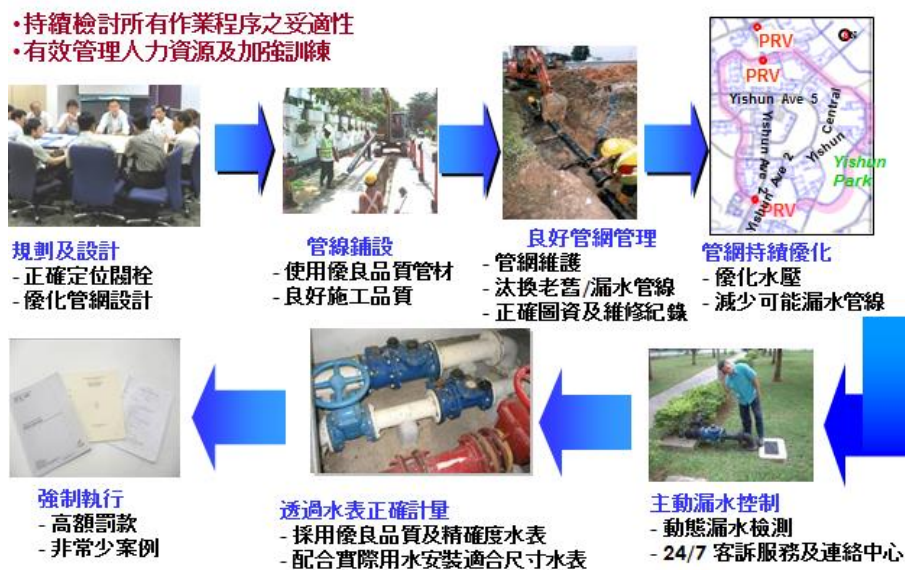 •持續檢討所有作業程序之妥適性
•有效管理人力資源及加強訓練
規劃及設計
- 正確定位閥栓
- 優化管網設計
管線鋪設
- 使用優良品質管材
- 良好施工品質
良好管網管理
- 管網維護
- 汰換老舊/漏水管線
- 正確圖資及維修紀錄
PRV
PRV
Yishun Ave 5
Yishun Ave 2
Yishun Ave 2
Yishun Central
Yishun Park
PRV
管網持續優化
- 優化水壓
- 減少可能漏水管線
強制執行
- 高額罰款
- 非常少案例
透過水表正確計量
- 採用優良品質及精確度水表
- 配合實際用水安裝適合尺寸水表
主動漏水控制
- 動態漏水檢測
- 24/7 客訴服務及連絡中心